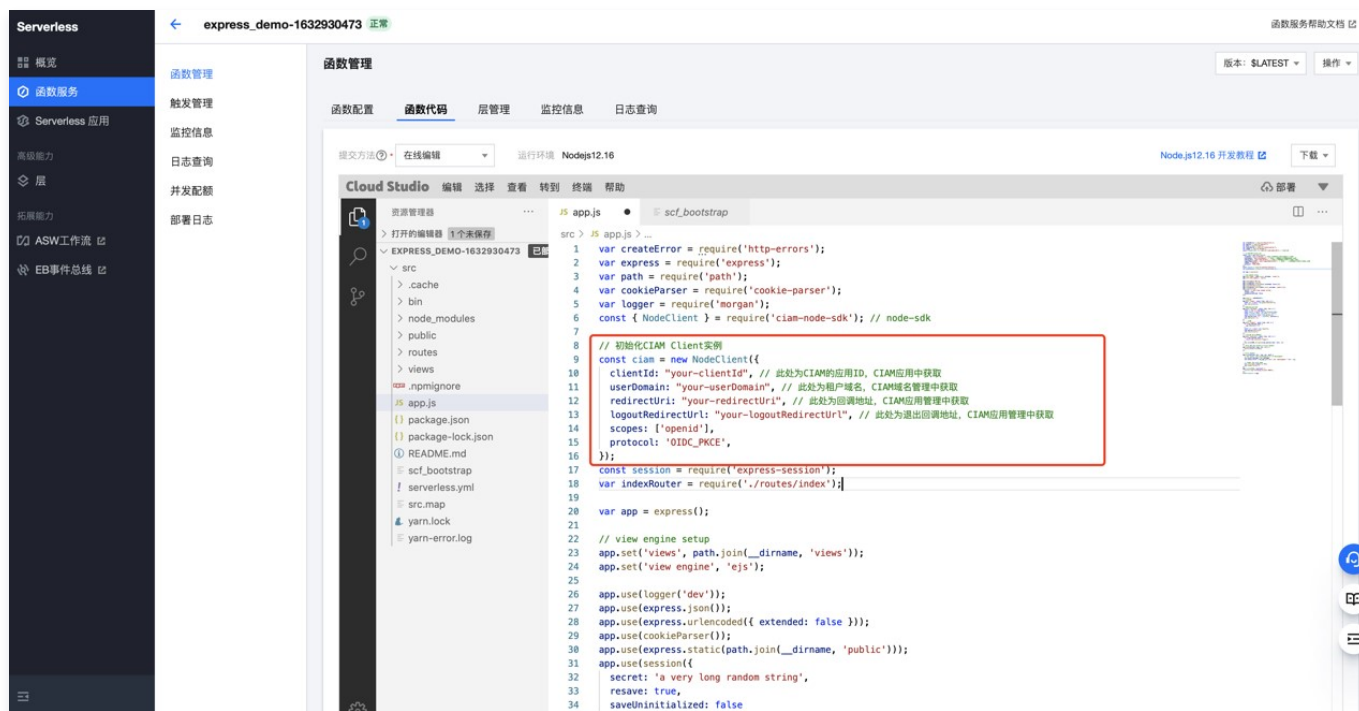 Serverless
express_demo-1632930473 正常
函数服务帮助文档
概览
函数服务
Serverless 应用
高级能力
层
拓展能力
ASW工作流
EB事件总线
函数管理
触发管理
监控信息
日志查询
并发配额
部署日志
函数管理
版本: $LATEST
操作
函数配置 函数代码 层管理 监控信息 日志查询
提交方法 * 在线编辑 运行环境 Nodejs12.16
Node.js12.16 开发教程 下载
Cloud Studio 编辑 选择 查看 转到 终端 帮助
部署
资源管理器 ...
打开的编辑器 1个未保存
EXPRESS_DEMO-1632930473
src
.cache
bin
node_modules
public
routes
views
.npmignore
JS app.js
{} package.json
{} package-lock.json
README.md
scf_bootstrap
! serverless.yml
src.map
yarn.lock
yarn-error.log
JS app.js ● scf_bootstrap
src > JS app.js > ...
1 var createError = require('http-errors');
2 var express = require('express');
3 var path = require('path');
4 var cookieParser = require('cookie-parser');
5 var logger = require('morgan');
6 const { NodeClient } = require('ciam-node-sdk'); // node-sdk
7
8 // 初始化CIAM Client实例
9 const ciam = new NodeClient({
10 clientId: "your-clientId", // 此处为CIAM的应用ID, CIAM应用中获取
11 userDomain: "your-userDomain", // 此处为租户域名, CIAM域名管理中获取
12 redirectUri: "your-redirectUri", // 此处为回调地址, CIAM应用管理中获取
13 logoutRedirectUrl: "your-logoutRedirectUrl", // 此处为退出回调地址, CIAM应用管理中获取
14 scopes: ['openid'],
15 protocol: 'OIDC_PKCE',
16 });
17 const session = require('express-session');
18 var indexRouter = require('./routes/index');
19
20 var app = express();
21
22 // view engine setup
23 app.set('views', path.join(__dirname, 'views'));
24 app.set('view engine', 'ejs');
25
26 app.use(logger('dev'));
27 app.use(express.json());
28 app.use(express.urlencoded({ extended: false }));
29 app.use(cookieParser());
30 app.use(express.static(path.join(__dirname, 'public')));
31 app.use(session({
32 secret: 'a very long random string',
33 resave: true,
34 saveUninitialized: false